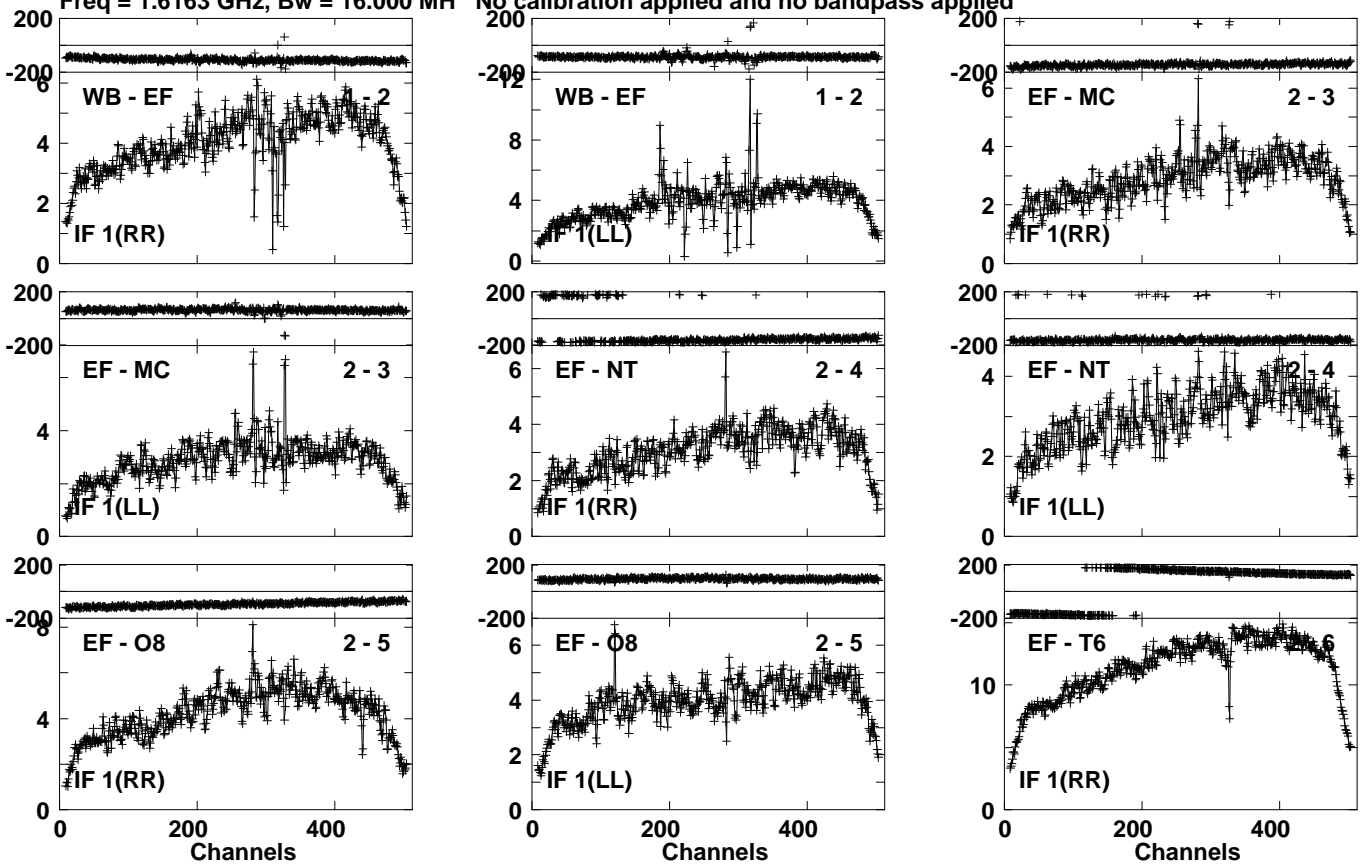 Freq = 1.6163 GHz, Bw = 16.000 MH No calibration applied and no bandpass applied
200 200 200
-200 -200 -200
WB - EF 1 - 2 WB - EF 1 - 2 EF - MC 2 - 3
6 12 6
4 8 4
2 4 2
IF 1(RR) IF 1(LL) IF 1(RR)
0 0 0
200 200 200
-200 -200 -200
EF - MC 2 - 3 EF - NT 2 - 4 EF - NT 2 - 4
4 6 4
4
2 2
IF 1(LL) IF 1(RR) IF 1(LL)
0 0 0
200 200 200
-200 -200 -200
8 EF - O8 2 - 5 EF - O8 2 - 5 EF - T6 6
6
4 4 10
2
IF 1(RR) IF 1(LL) IF 1(RR)
0 0 0
0 200 400 0 200 400 0 200 400
Channels Channels Channels